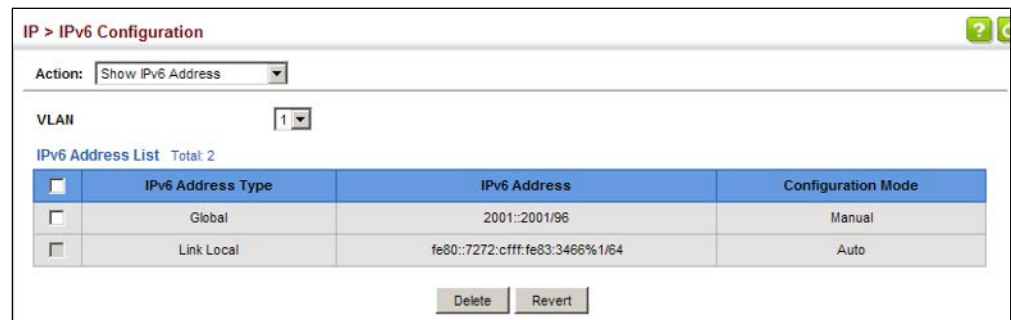 IP > IPv6 Configuration
?
Action: Show IPv6 Address
VLAN 1
IPv6 Address List Total: 2
IPv6 Address Type IPv6 Address Configuration Mode
Global 2001::2001/96 Manual
Link Local fe80::7272:cfff:fe83:3466%1/64 Auto
Delete Revert